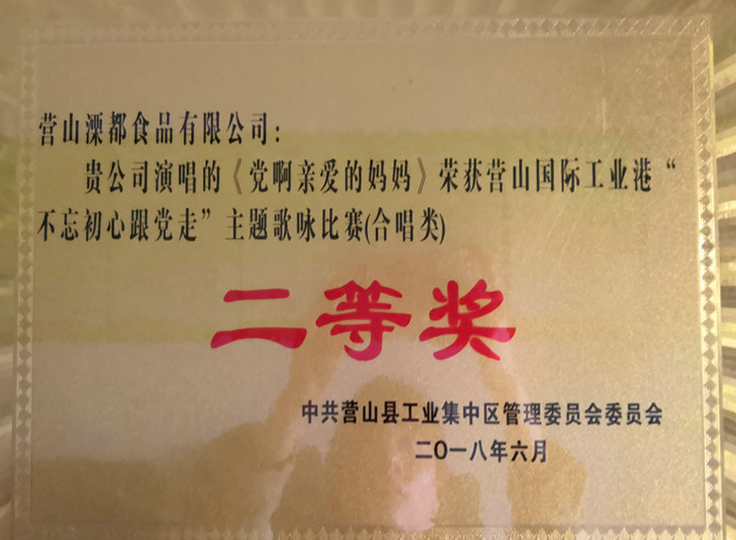 营山溧都食品有限公司：
贵公司演唱的《党啊亲爱的妈妈》荣获营山国际工业港“
不忘初心跟党走”主题歌咏比赛(合唱类)
二等奖
中共营山县工业集中区管理委员会委员会
二〇一八年六月